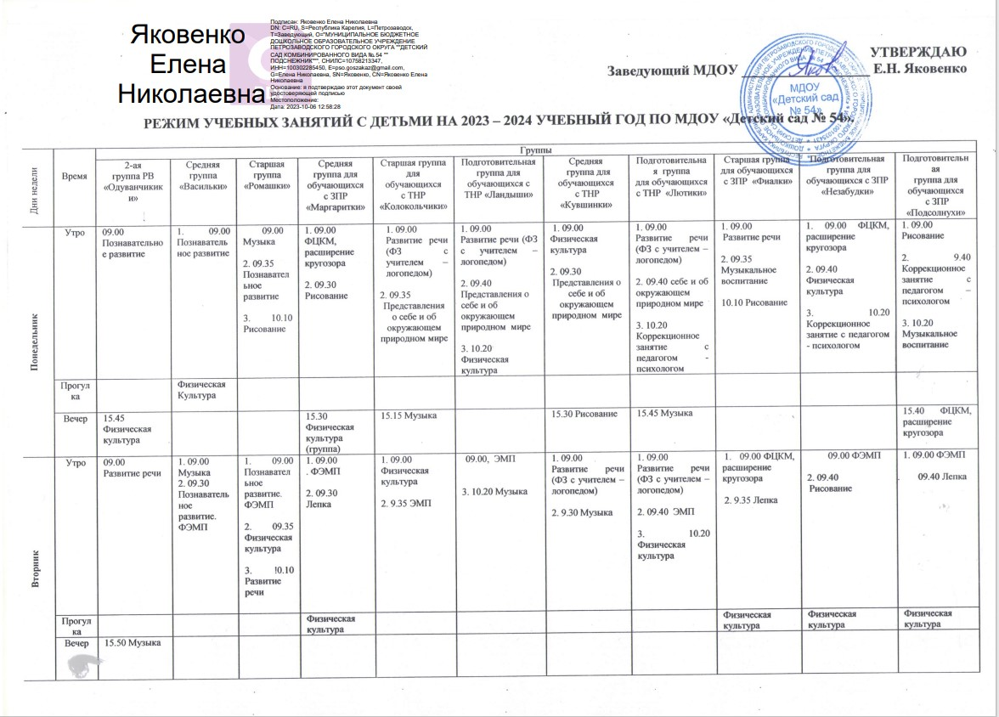 Яковенко
Елена
Николаевна
Подписан: Яковенко Елена Николаевна
DN: C=RU, S=Республика Карелия, L=Петрозаводск,
T=Заведующий, O="МУНИЦИПАЛЬНОЕ БЮДЖЕТНОЕ
ДОШКОЛЬНОЕ ОБРАЗОВАТЕЛЬНОЕ УЧРЕЖДЕНИЕ
ПЕТРОЗАВОДСКОГО ГОРОДСКОГО ОКРУГА ""ДЕТСКИЙ
САД КОМБИНИРОВАННОГО ВИДА № 54 ""
ПОДСНЕЖНИК""", СНИЛС=10758213347,
ИНН=100302285450, E=pso.goszakaz@gmail.com,
G=Елена Николаевна, SN=Яковенко, CN=Яковенко Елена
Николаевна
Основание: я подтверждаю этот документ своей
удостоверяющей подписью
Местоположение:
Дата: 2023-10-06 12:58:28
УТВЕРЖДАЮ
Заведующий МДОУ Е.Н. Яковенко
МДОУ
«Детский сад
№ 54»
РЕЖИМ УЧЕБНЫХ ЗАНЯТИЙ С ДЕТЬМИ НА 2023 – 2024 УЧЕБНЫЙ ГОД ПО МДОУ «Детский сад № 54».
Дни недели
Время
Группы
2-ая
группа РВ
«Одуванчик
и»
Средняя
группа
«Васильки»
Старшая
группа
«Ромашки»
Средняя
группа для
обучающихся
с ЗПР
«Маргаритки»
Старшая группа
для
обучающихся
с ТНР
«Колокольчики»
Подготовительная
группа для
обучающихся с
ТНР «Ландыши»
Средняя
группа для
обучающихся
с ТНР
«Кувшинки»
Подготовительна
я группа
для обучающихся
с ТНР «Лютики»
Старшая группа
для обучающихся
с ЗПР «Фиалки»
Подготовительная
группа для
обучающихся с ЗПР
«Незабудки»
Подготовительн
ая
группа для
обучающихся
с ЗПР
«Подсолнухи»
Понедельник
Утро
09.00
Познавательно
е развитие
1. 09.00
Познаватель
ное развитие
09.00
Музыка
2. 09.35
Познавател
ьное
развитие
3. 10.10
Рисование
1. 09.00
ФЦКМ,
расширение
кругозора
2. 09.30
Рисование
1. 09.00
Развитие речи
(ФЗ с
учителем –
логопедом)
2. 09.35
Представления
о себе и об
окружающем
природном мире
1. 09.00
Развитие речи (ФЗ
с учителем –
логопедом)
2. 09.40
Представления о
себе и об
окружающем
природном мире
3. 10.20
Физическая
культура
1. 09.00
Физическая
культура
2. 09.30
Представления о
себе и об
окружающем
природном мире
1. 09.00
Развитие речи
(ФЗ с учителем –
логопедом)
2. 09.40 себе и об
окружающем
природном мире
3. 10.20
Коррекционное
занятие с
педагогом -
психологом
1. 09.00
Развитие речи
2. 09.35
Музыкальное
воспитание
10.10 Рисование
1. 09.00 ФЦКМ,
расширение
кругозора
2. 09.40
Физическая
культура
3. 10.20
Коррекционное
занятие с педагогом
- психологом
1. 09.00
Рисование
2. 9.40
Коррекционное
занятие с
педагогом –
психологом
3. 10.20
Музыкальное
воспитание
Прогул
ка
Физическая
Культура
Вечер
15.45
Физическая
культура
15.30
Физическая
культура
(группа)
15.15 Музыка
15.30 Рисование
15.45 Музыка
15.40 ФЦКМ,
расширение
кругозора
Вторник
Утро
09.00
Развитие речи
1. 09.00
Музыка
2. 09.30
Познаватель
ное
развитие.
ФЭМП
1. 09.00
Познавател
ьное
развитие.
ФЭМП
2. 09.35
Физическая
культура
3. !0.10
Развитие
речи
1. 09.00
. ФЭМП
2. 09.30
Лепка
1. 09.00
Физическая
культура
2. 9.35 ЭМП
09.00, ЭМП
3. 10.20 Музыка
1. 09.00
Развитие речи
(ФЗ с учителем –
логопедом)
2. 9.30 Музыка
1. 09.00
Развитие речи
(ФЗ с учителем –
логопедом)
2. 09.40 ЭМП
3. 10.20
Физическая
культура
1. 09.00 ФЦКМ,
расширение
кругозора
2. 9.35 Лепка
09.00 ФЭМП
2. 09.40
Рисование
1. 09.00 ФЭМП
09.40 Лепка
Прогул
ка
Физическая
культура
Физическая
культура
Физическая
культура
Физическая
культура
Вечер
15.50 Музыка